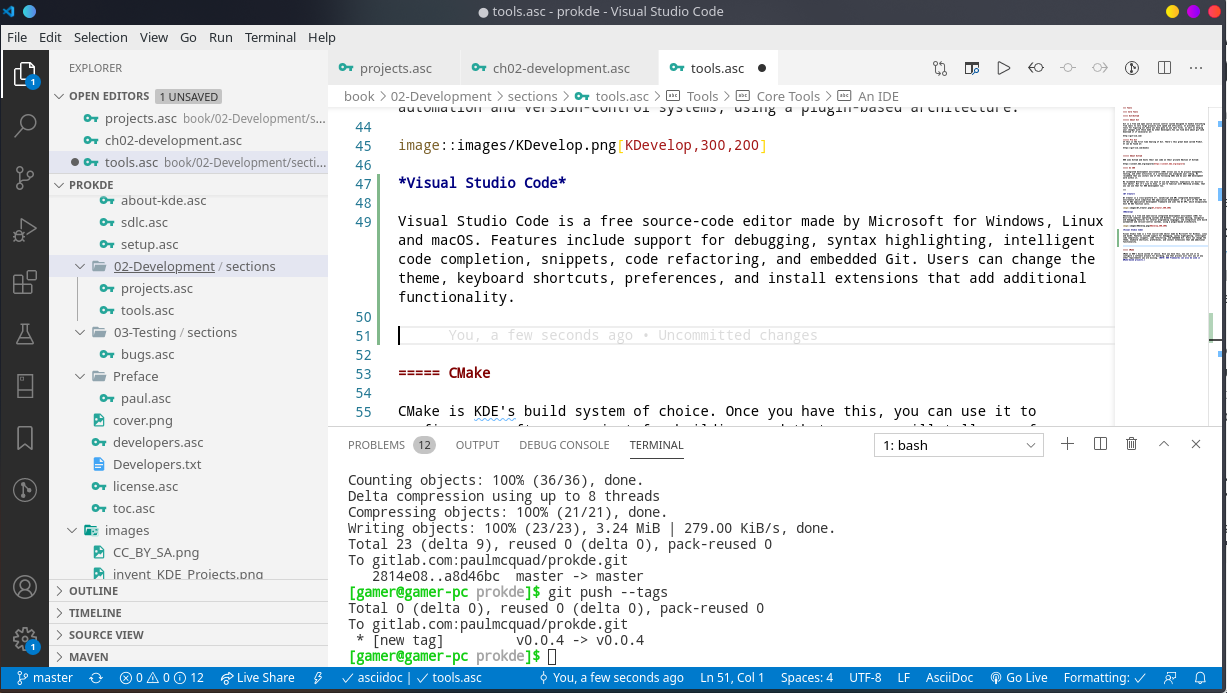 tools.asc - prokde - Visual Studio Code
File Edit Selection View Go Run Terminal Help
EXPLORER
OPEN EDITORS 1 UNSAVED
projects.asc book/02-Development/s...
ch02-development.asc
tools.asc book/02-Development/secti...
PROKDE
about-kde.asc
sdlc.asc
setup.asc
02-Development / sections
projects.asc
tools.asc
03-Testing / sections
bugs.asc
Preface
paul.asc
cover.png
developers.asc
Developers.txt
license.asc
toc.asc
images
CC_BY_SA.png
invent_KDE_Projects.png
OUTLINE
TIMELINE
SOURCE VIEW
MAVEN
1
1
projects.asc ch02-development.asc tools.asc
book > 02-Development > sections > tools.asc > Tools > Core Tools > An IDE
automation and version-control systems, using a plugin-based architecture.
44
45 image::images/KDevelop.png[KDevelop,300,200]
46
47 *Visual Studio Code*
48
49 Visual Studio Code is a free source-code editor made by Microsoft for Windows, Linux
and macOS. Features include support for debugging, syntax highlighting, intelligent
code completion, snippets, code refactoring, and embedded Git. Users can change the
theme, keyboard shortcuts, preferences, and install extensions that add additional
functionality.
50
51 You, a few seconds ago • Uncommitted changes
52
53 ===== CMake
54
55 CMake is KDE's build system of choice. Once you have this, you can use it to
PROBLEMS 12 OUTPUT DEBUG CONSOLE TERMINAL 1: bash
Counting objects: 100% (36/36), done.
Delta compression using up to 8 threads
Compressing objects: 100% (21/21), done.
Writing objects: 100% (23/23), 3.24 MiB | 279.00 KiB/s, done.
Total 23 (delta 9), reused 0 (delta 0), pack-reused 0
To gitlab.com:paulmcquad/prokde.git
2814e08..a8d46bc master -> master
[gamer@gamer-pc prokde]$ git push --tags
Total 0 (delta 0), reused 0 (delta 0), pack-reused 0
To gitlab.com:paulmcquad/prokde.git
* [new tag] v0.0.4 -> v0.0.4
[gamer@gamer-pc prokde]$
master 0 0 12 Live Share asciidoc | tools.asc You, a few seconds ago Ln 51, Col 1 Spaces: 4 UTF-8 LF AsciiDoc Go Live Formatting: ✓